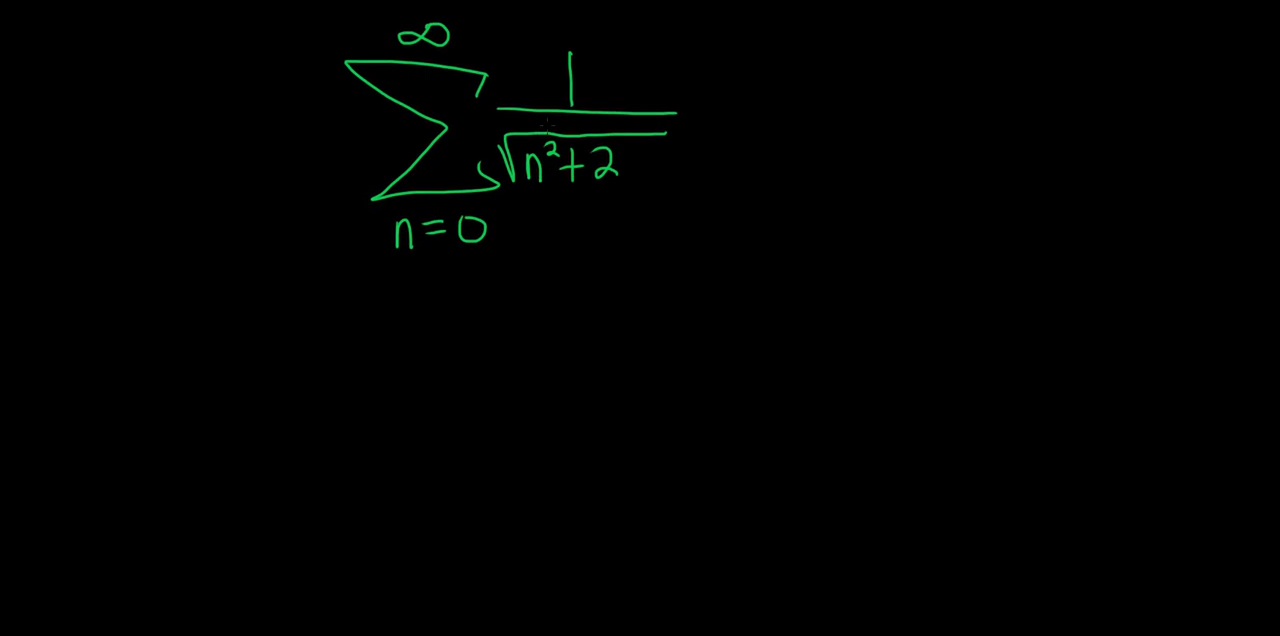 ∞
∑ 1/√(n²+2)
n=0